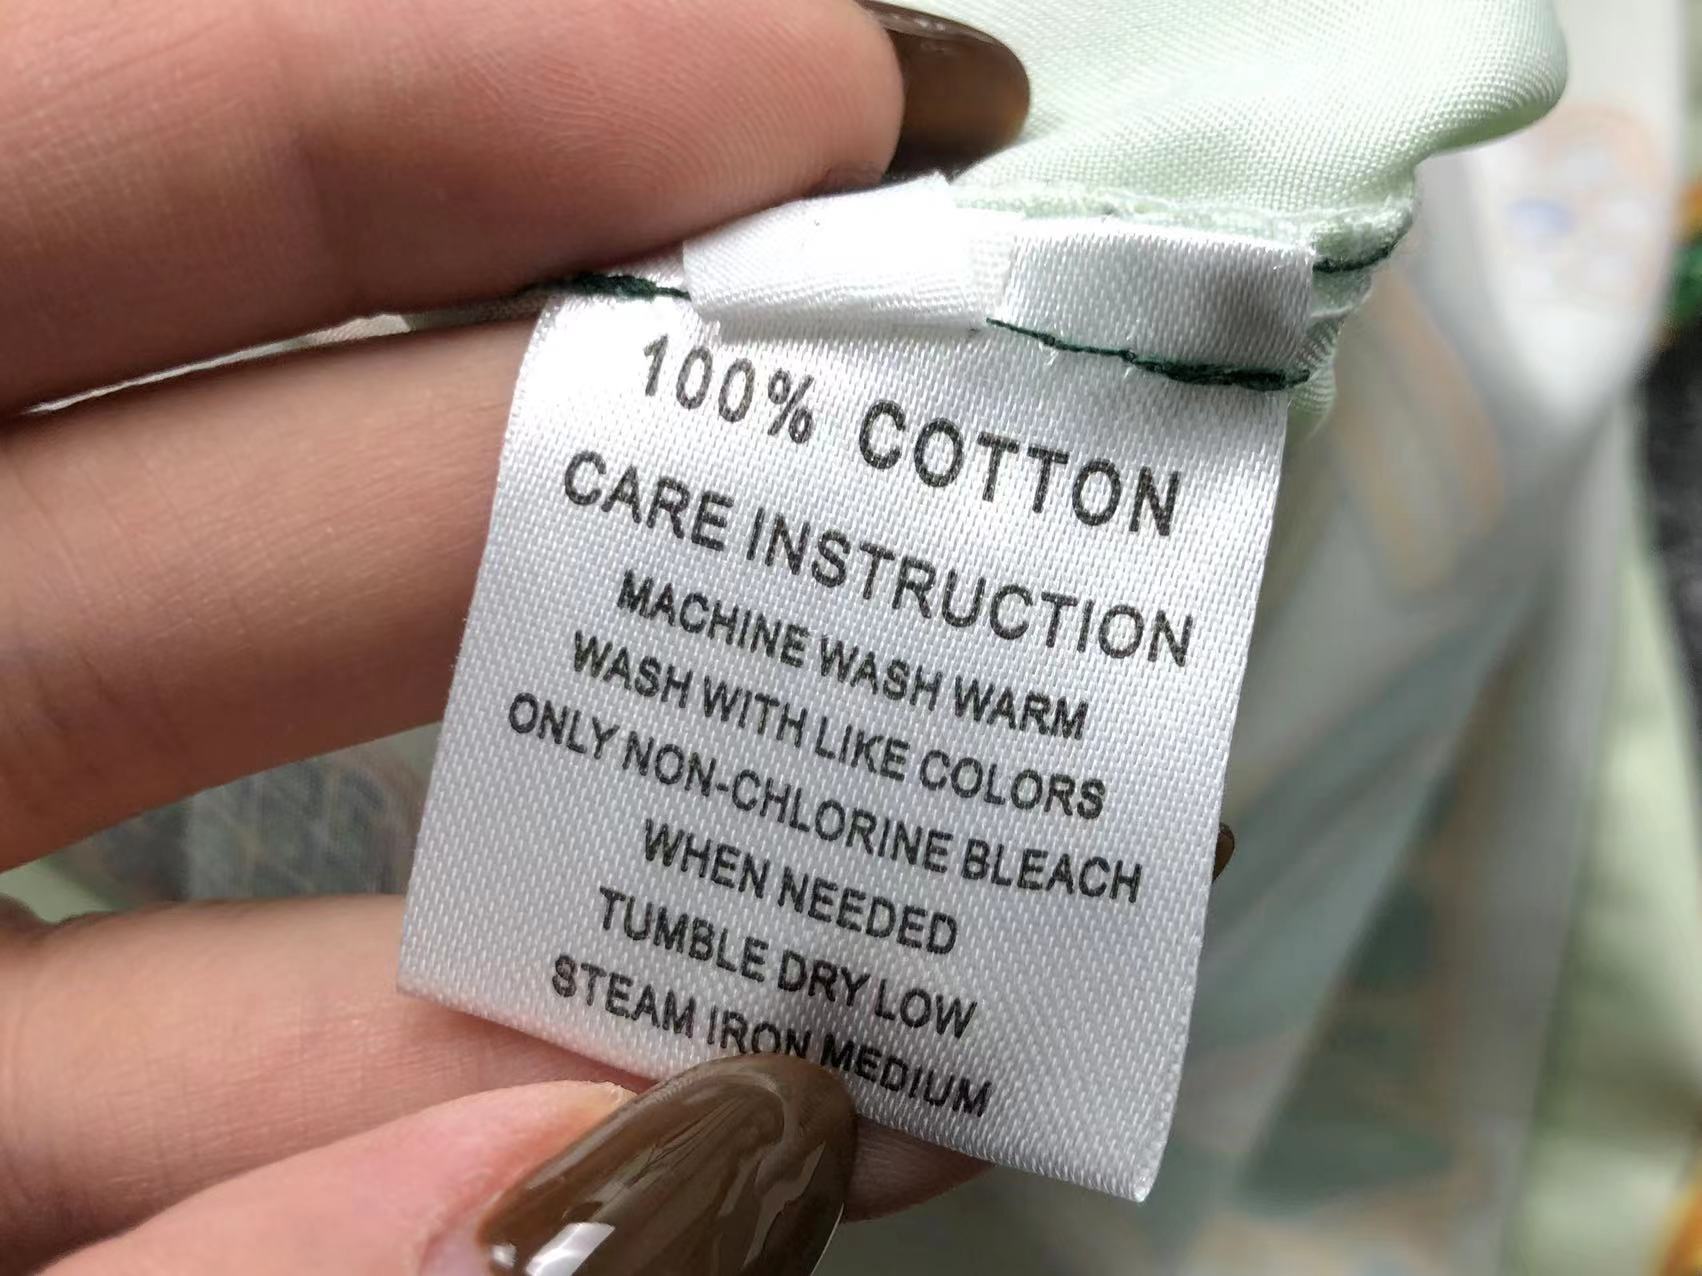 100% COTTON
CARE INSTRUCTION
MACHINE WASH WARM
WASH WITH LIKE COLORS
ONLY NON-CHLORINE BLEACH
WHEN NEEDED
TUMBLE DRY LOW
STEAM IRON MEDIUM